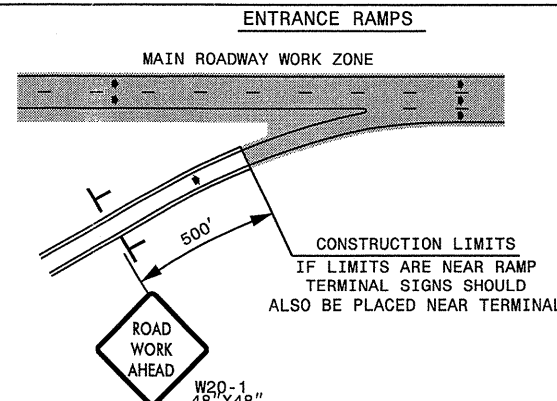 ENTRANCE RAMPS
MAIN ROADWAY WORK ZONE
500'
CONSTRUCTION LIMITS
IF LIMITS ARE NEAR RAMP
TERMINAL SIGNS SHOULD
ALSO BE PLACED NEAR TERMINAL
ROAD
WORK
AHEAD
W20-1
48"X48"